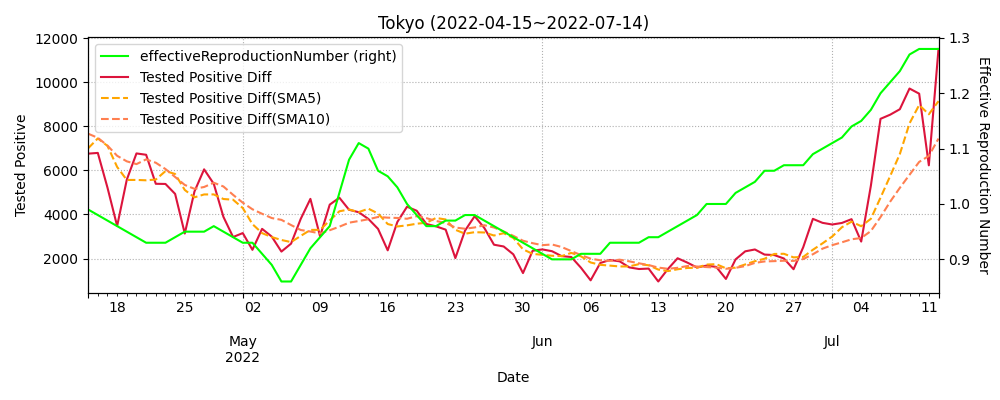 Tokyo (2022-04-15~2022-07-14)
effectiveReproductionNumber (right)
Tested Positive Diff
Tested Positive Diff(SMA5)
Tested Positive Diff(SMA10)
Tested Positive
12000
10000
8000
6000
4000
2000
1.3
1.2
1.1
1.0
0.9
Effective Reproduction Number
18 25 02 09 16 23 30 06 13 20 27 04 11
May Jun Jul
2022
Date